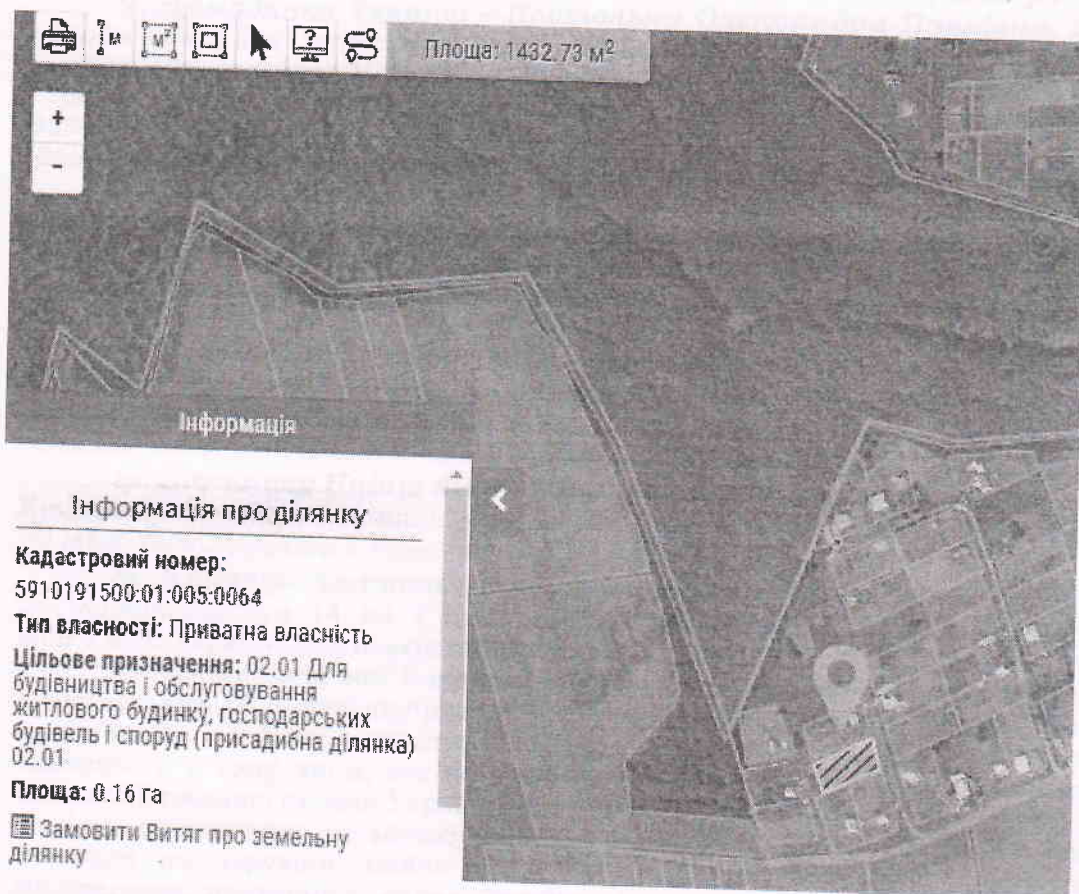 м
м²
?
Площа: 1432.73 м²
+
-
Інформація
Інформація про ділянку
Кадастровий номер:
5910191500:01:005:0064
Тип власності: Приватна власність
Цільове призначення: 02.01 Для
будівництва і обслуговування
житлового будинку, господарських
будівель і споруд (присадибна ділянка)
02.01
Площа: 0.16 га
Замовити Витяг про земельну
ділянку